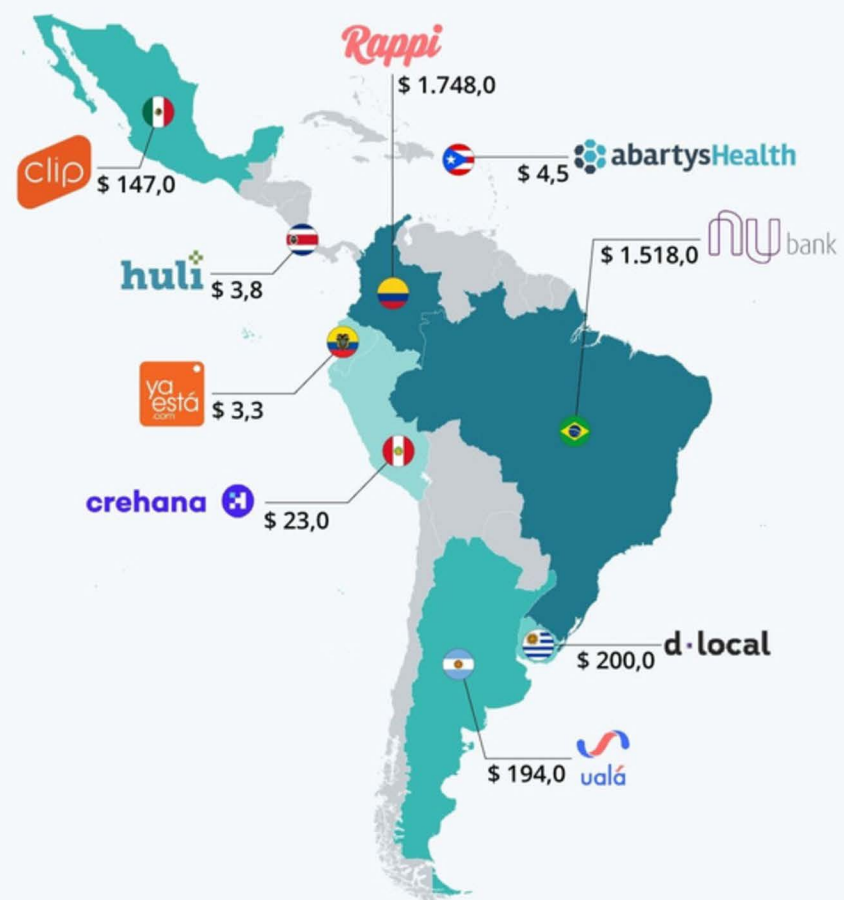 Rappi
$ 1.748,0
clip
$ 147,0
abartysHealth
$ 4,5
nu bank
$ 1.518,0
huli
$ 3,8
ya
está
.com
$ 3,3
crehana
$ 23,0
d·local
$ 200,0
$ 194,0
ualá